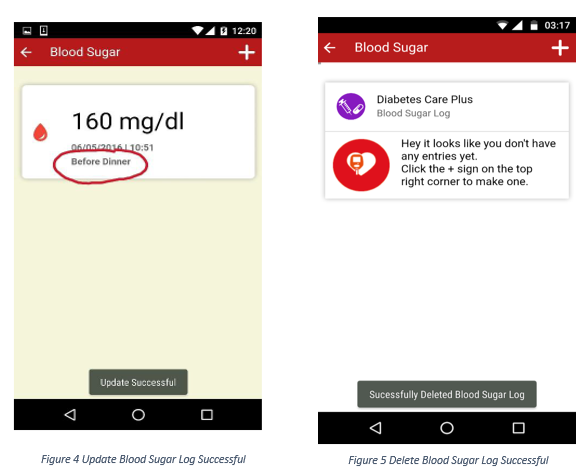 12:20
Blood Sugar
160 mg/dl
06/05/2016 | 10:51
Before Dinner
Update Successful
Figure 4 Update Blood Sugar Log Successful
03:17
Blood Sugar
Diabetes Care Plus
Blood Sugar Log
Hey it looks like you don't have
any entries yet.
Click the + sign on the top
right corner to make one.
Sucessfully Deleted Blood Sugar Log
Figure 5 Delete Blood Sugar Log Successful